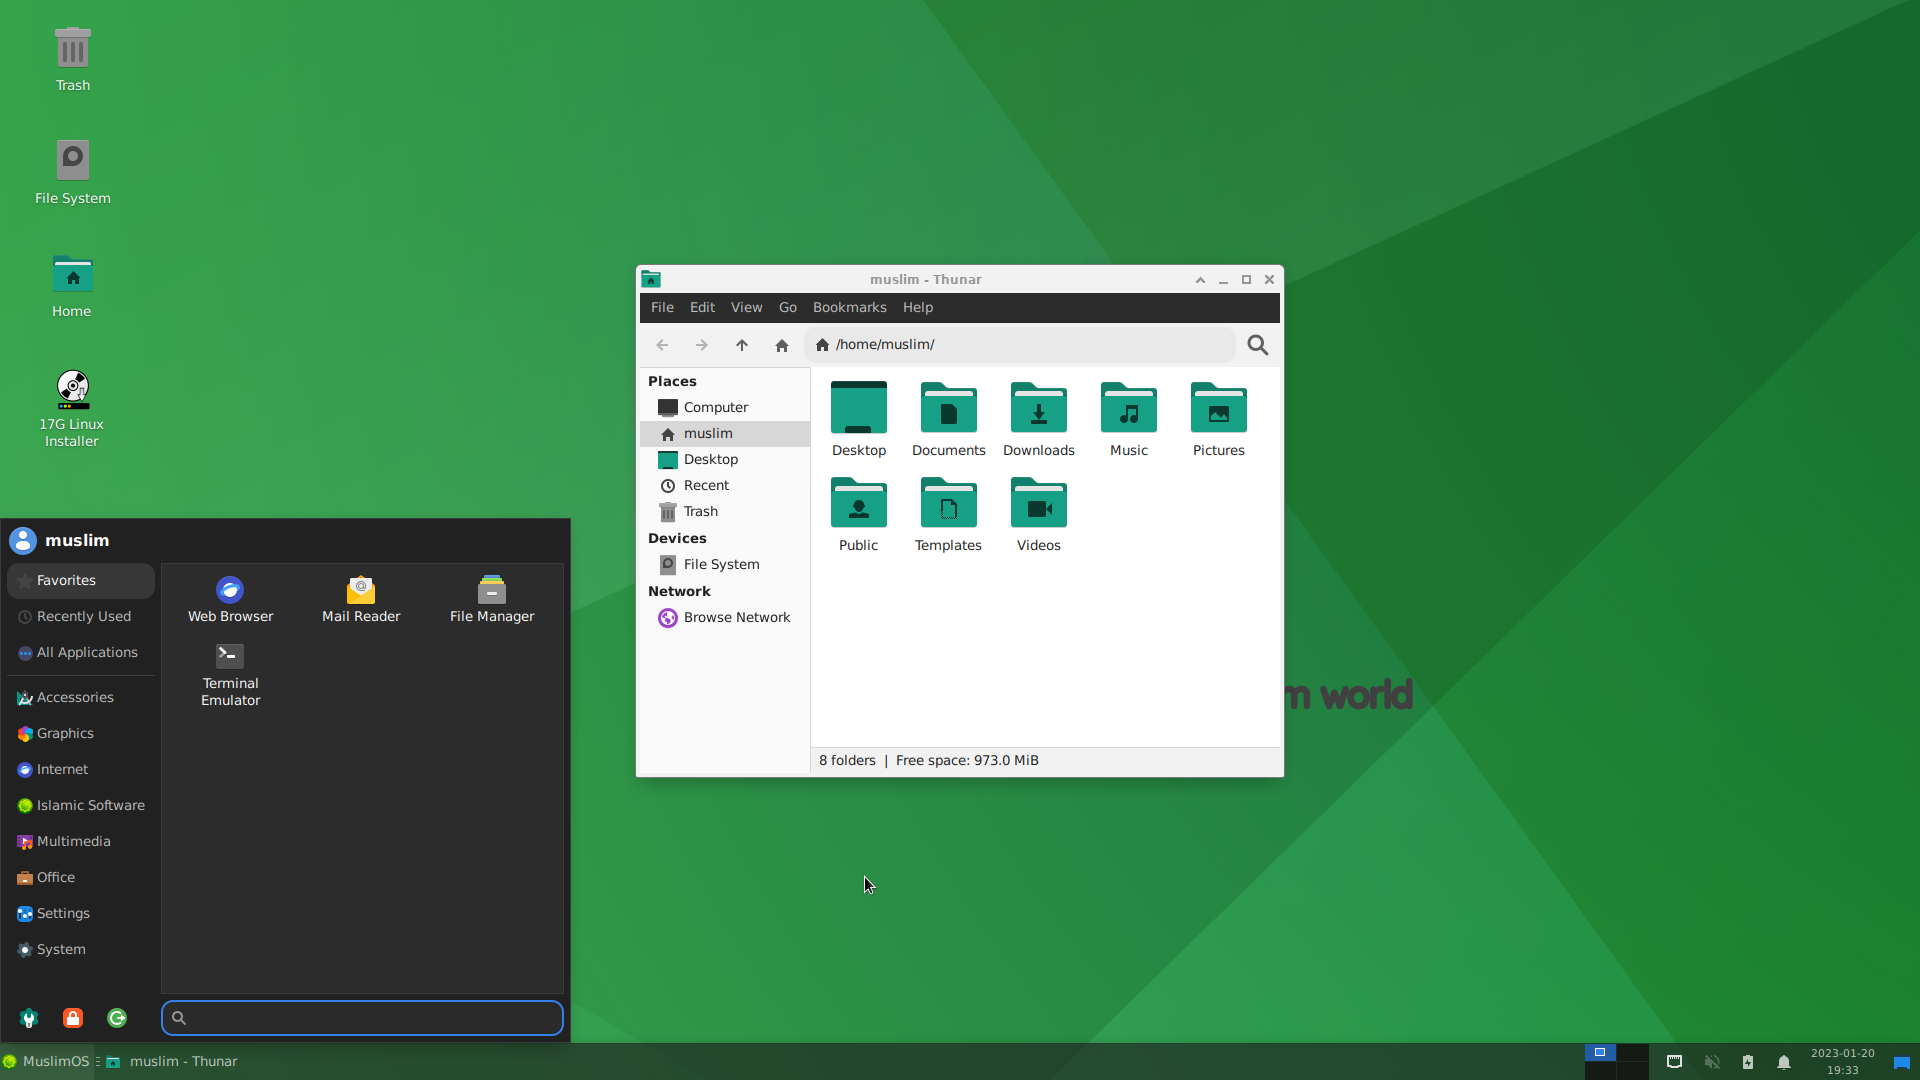 Trash
File System
Home
17G Linux
Installer
muslim - Thunar
File Edit View Go Bookmarks Help
/home/muslim/
Places
Computer
muslim
Desktop
Recent
Trash
Devices
File System
Network
Browse Network
Desktop Documents Downloads Music Pictures
Public Templates Videos
8 folders | Free space: 973.0 MiB
world
muslim
Favorites
Recently Used
All Applications
Accessories
Graphics
Internet
Islamic Software
Multimedia
Office
Settings
System
Web Browser Mail Reader File Manager
Terminal
Emulator
MuslimOS
muslim - Thunar
2023-01-20
19:33